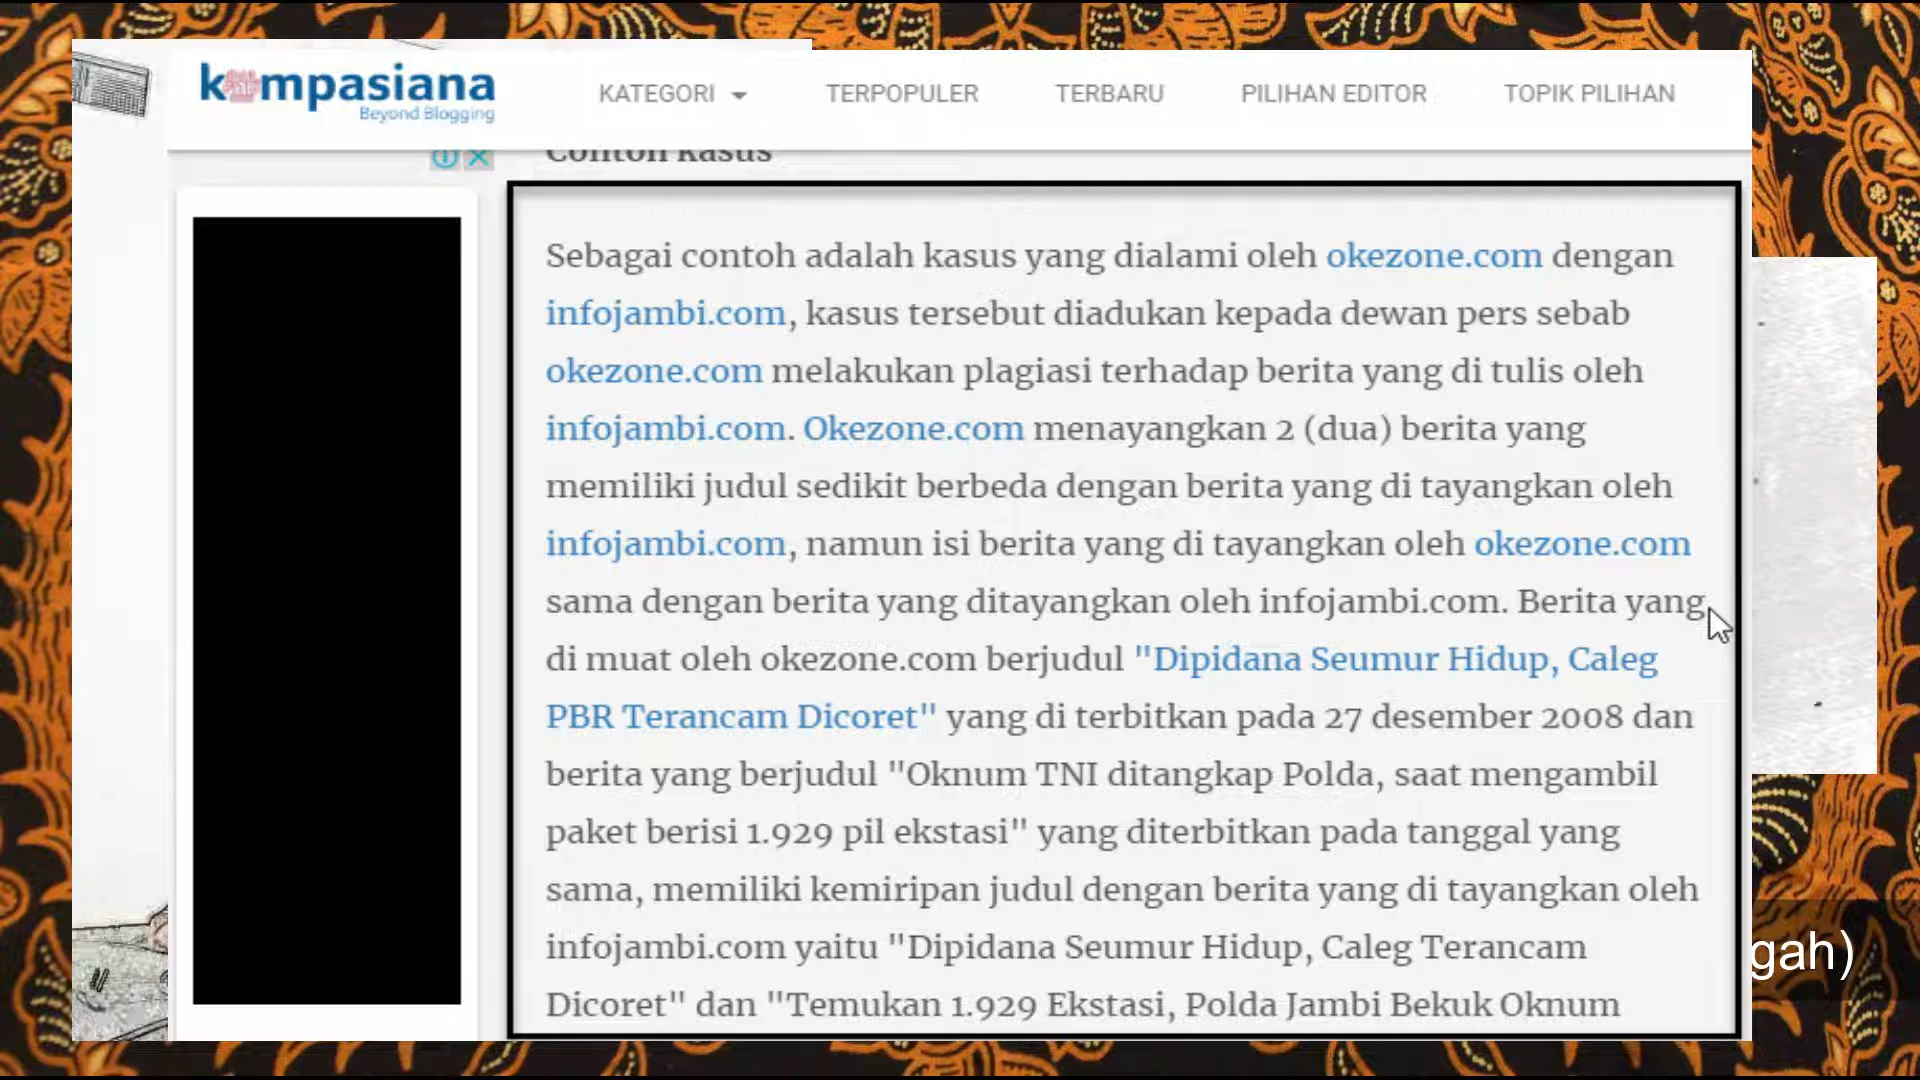 kompasiana
Beyond Blogging
KATEGORI
TERPOPULER
TERBARU
PILIHAN EDITOR
TOPIK PILIHAN
Contoh kasus
Sebagai contoh adalah kasus yang dialami oleh okezone.com dengan
infojambi.com, kasus tersebut diadukan kepada dewan pers sebab
okezone.com melakukan plagiasi terhadap berita yang di tulis oleh
infojambi.com. Okezone.com menayangkan 2 (dua) berita yang
memiliki judul sedikit berbeda dengan berita yang di tayangkan oleh
infojambi.com, namun isi berita yang di tayangkan oleh okezone.com
sama dengan berita yang ditayangkan oleh infojambi.com. Berita yang
di muat oleh okezone.com berjudul "Dipidana Seumur Hidup, Caleg
PBR Terancam Dicoret" yang di terbitkan pada 27 desember 2008 dan
berita yang berjudul "Oknum TNI ditangkap Polda, saat mengambil
paket berisi 1.929 pil ekstasi" yang diterbitkan pada tanggal yang
sama, memiliki kemiripan judul dengan berita yang di tayangkan oleh
infojambi.com yaitu "Dipidana Seumur Hidup, Caleg Terancam
Dicoret" dan "Temukan 1.929 Ekstasi, Polda Jambi Bekuk Oknum
gah)